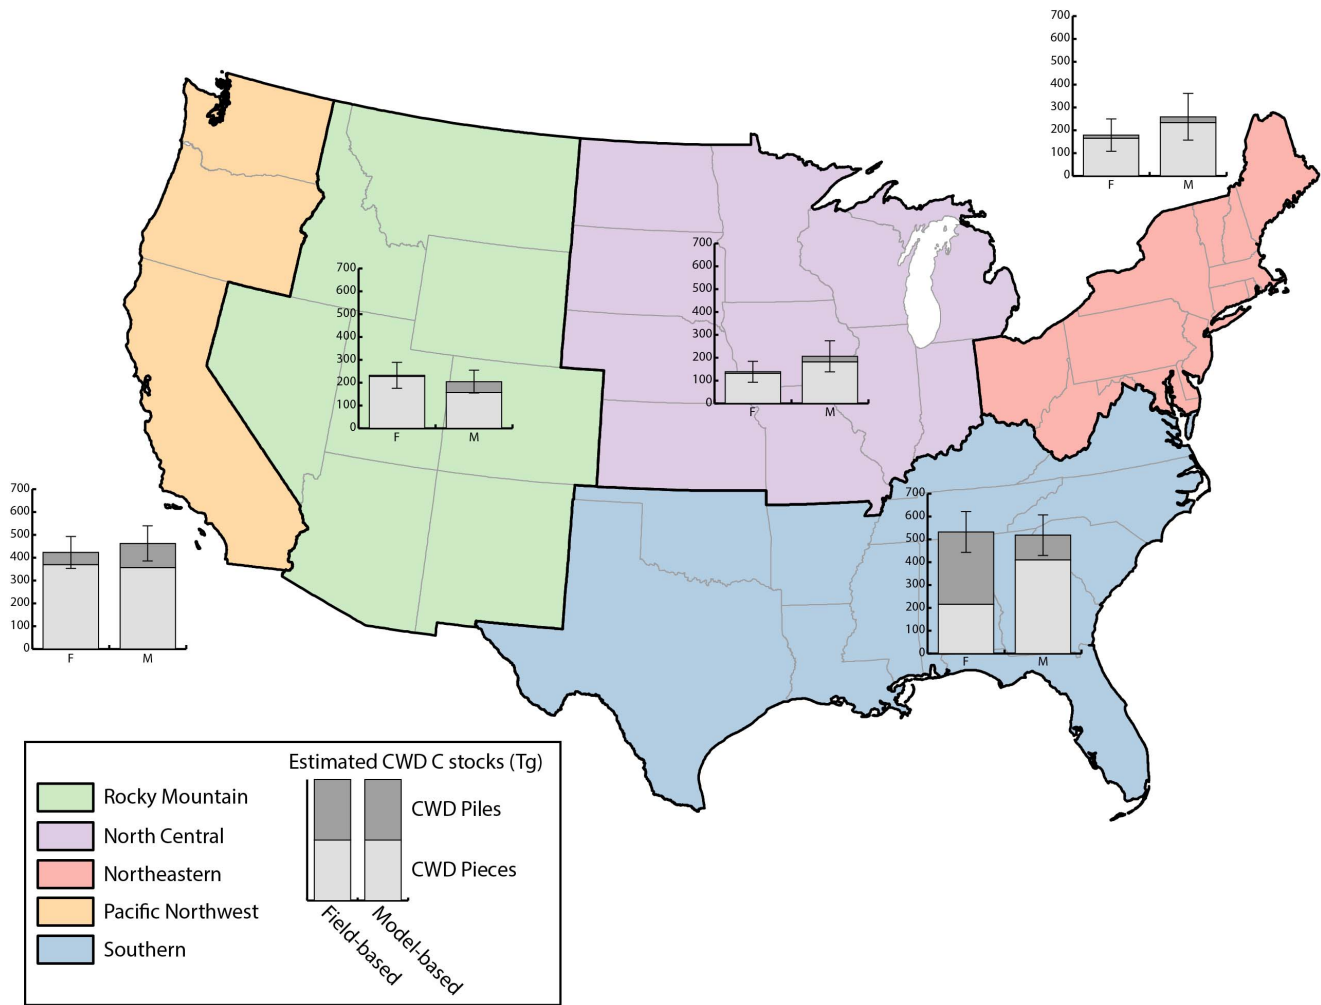 700
600
500
400
300
200
100
0
F M
700
600
500
400
300
200
100
0
F M
700
600
500
400
300
200
100
0
F M
700
600
500
400
300
200
100
0
F M
700
600
500
400
300
200
100
0
F M
Estimated CWD C stocks (Tg)
Rocky Mountain
North Central
Northeastern
Pacific Northwest
Southern
CWD Piles
CWD Pieces
Field-based
Model-based